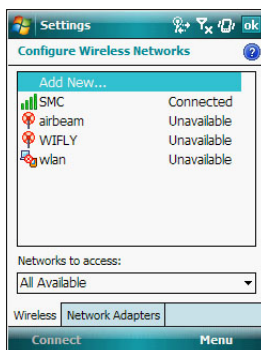 Settings
ok
Configure Wireless Networks
?
Add New...
SMC Connected
airbeam Unavailable
WIFLY Unavailable
wlan Unavailable
Networks to access:
All Available
Wireless Network Adapters
Connect Menu